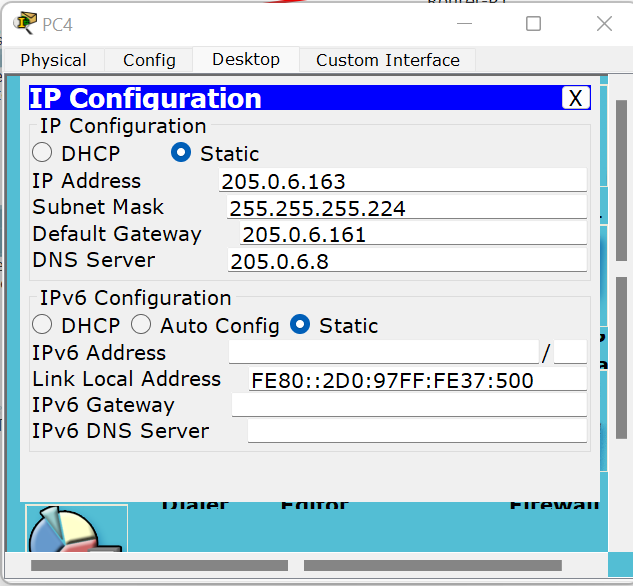 PC4
Physical Config Desktop Custom Interface
IP Configuration X
IP Configuration
DHCP Static
IP Address 205.0.6.163
Subnet Mask 255.255.255.224
Default Gateway 205.0.6.161
DNS Server 205.0.6.8
IPv6 Configuration
DHCP Auto Config Static
IPv6 Address /
Link Local Address FE80::2D0:97FF:FE37:500
IPv6 Gateway
IPv6 DNS Server
Dialer Editor Firewall